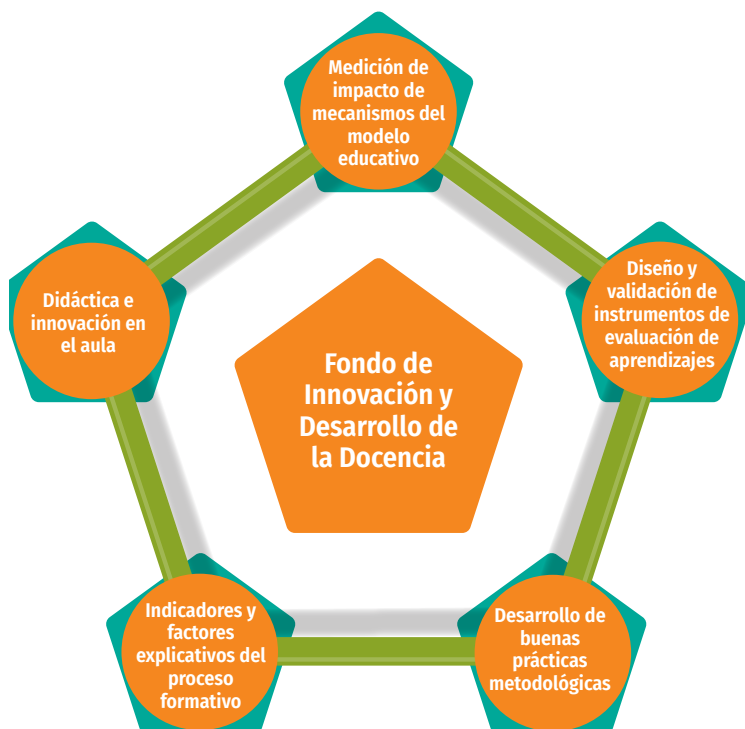 Medición de
impacto de
mecanismos del
modelo
educativo
Diseño y
validación de
instrumentos de
evaluación de
aprendizajes
Didáctica e
innovación en
el aula
Fondo de
Innovación y
Desarrollo de
la Docencia
Indicadores y
factores
explicativos del
proceso
formativo
Desarrollo de
buenas
prácticas
metodológicas